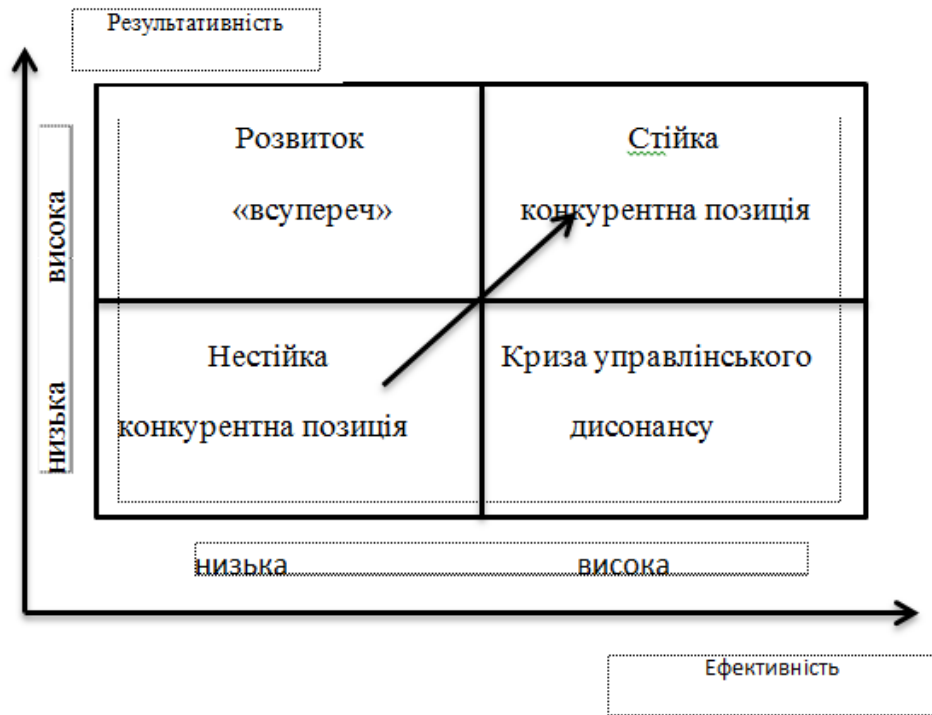 Результативність
Розвиток
«всупереч»
Стійка
конкурентна позиція
висока
низька
Нестійка
конкурентна позиція
Криза управлінського
дисонансу
низька
висока
Ефективність